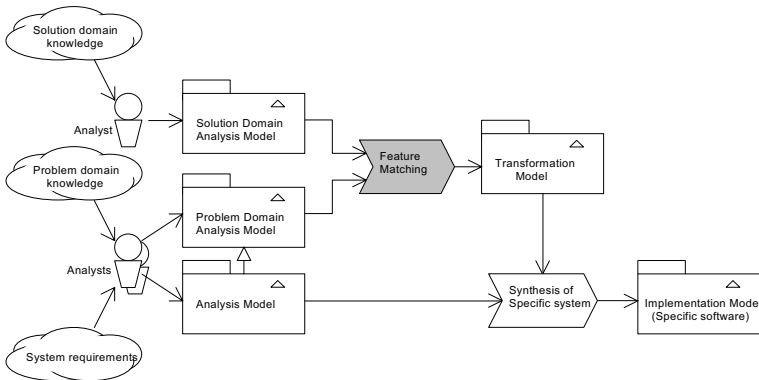 Solution domain
knowledge
Analyst
Solution Domain
Analysis Model
Feature
Matching
Transformation
Model
Problem domain
knowledge
Problem Domain
Analysis Model
Analysts
Analysis Model
Synthesis of
Specific system
Implementation Mode
(Specific software)
System requirements